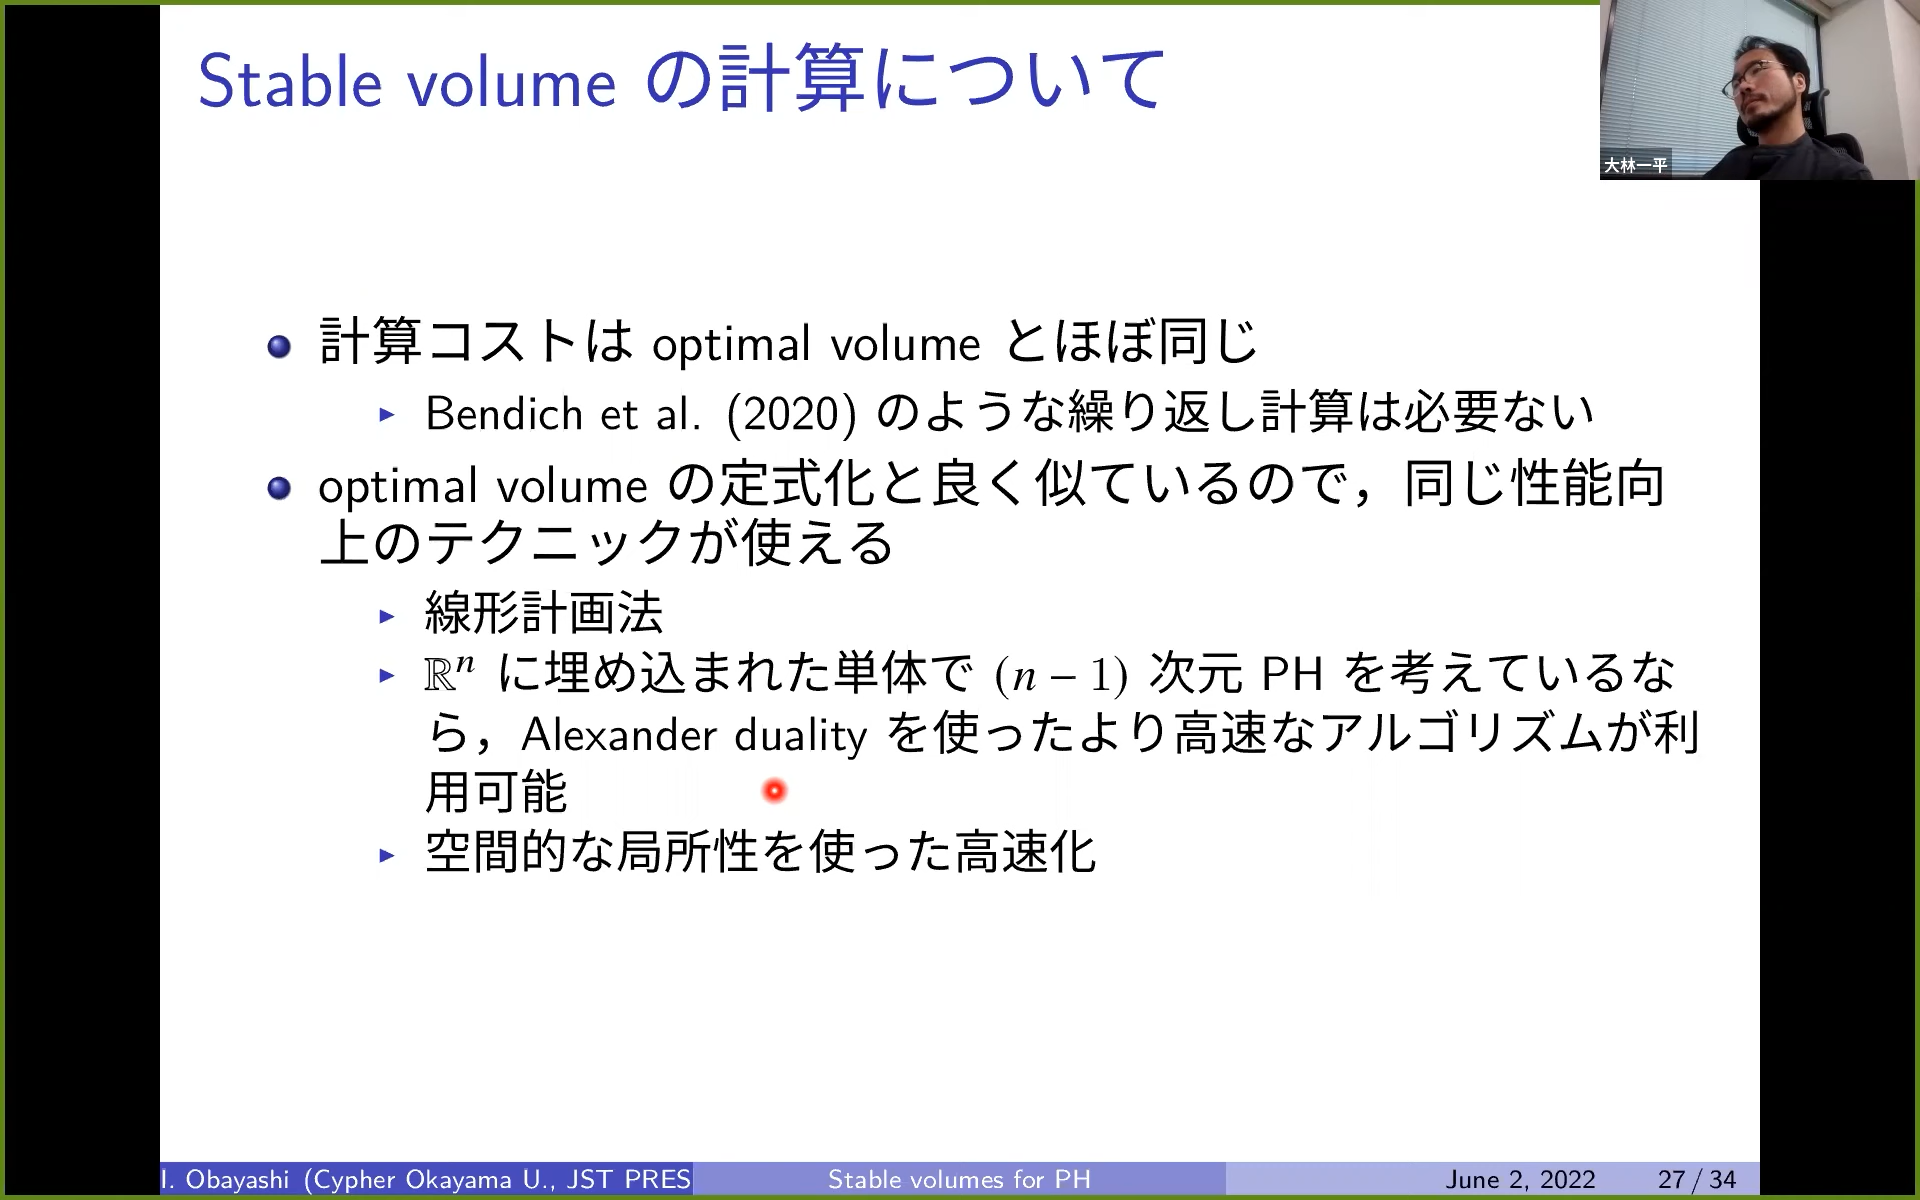 Stable volume の計算について
大林一平
計算コストは optimal volume とほぼ同じ
Bendich et al. (2020) のような繰り返し計算は必要ない
optimal volume の定式化と良く似ているので，同じ性能向
上のテクニックが使える
線形計画法
ℝⁿ に埋め込まれた単体で (n − 1) 次元 PH を考えているな
ら，Alexander duality を使ったより高速なアルゴリズムが利
用可能
空間的な局所性を使った高速化
I. Obayashi (Cypher Okayama U., JST PRES
Stable volumes for PH
June 2, 2022
27 / 34